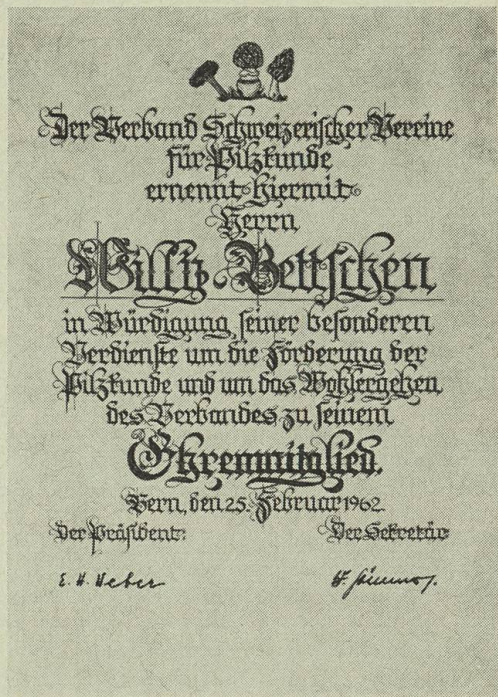 Der Verband Schweizerischer Vereine
für Pilzkunde
ernennt hiermit
Herrn
Willy Bettschen
in Würdigung seiner besonderen
Verdienste um die Förderung der
Pilzkunde und um das Wohlergehen
des Verbandes zu seinem
Ehrenmitglied.
Bern, den 25. Februar 1962
Der Präsident: Der Sekretär
E. H. Weber